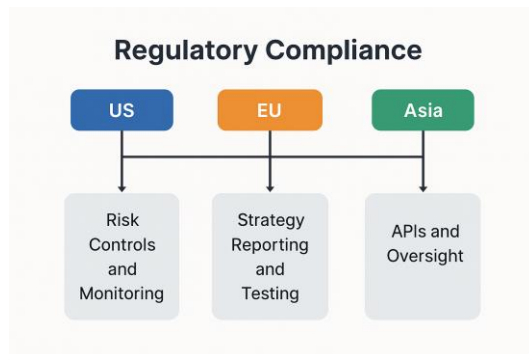 Regulatory Compliance
US
EU
Asia
Risk
Controls
and
Monitoring
Strategy
Reporting
and
Testing
APIs and
Oversight